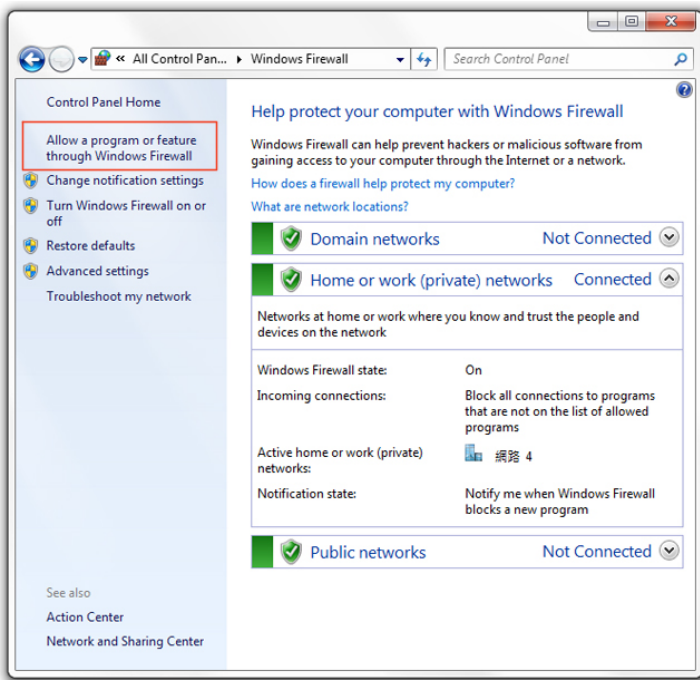 « All Control Pan... ▸ Windows Firewall
Search Control Panel
Control Panel Home
Allow a program or feature
through Windows Firewall
Change notification settings
Turn Windows Firewall on or
off
Restore defaults
Advanced settings
Troubleshoot my network
See also
Action Center
Network and Sharing Center
Help protect your computer with Windows Firewall
Windows Firewall can help prevent hackers or malicious software from
gaining access to your computer through the Internet or a network.
How does a firewall help protect my computer?
What are network locations?
Domain networks Not Connected
Home or work (private) networks Connected
Networks at home or work where you know and trust the people and
devices on the network
Windows Firewall state: On
Incoming connections: Block all connections to programs
that are not on the list of allowed
programs
Active home or work (private) 網路 4
networks:
Notification state: Notify me when Windows Firewall
blocks a new program
Public networks Not Connected